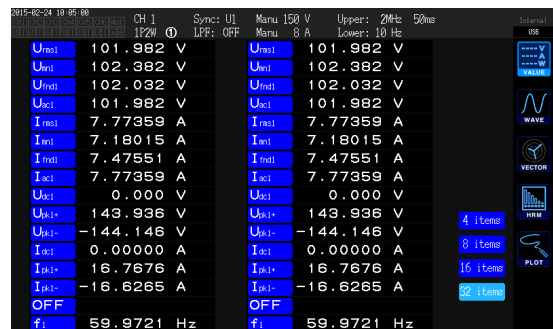 2015-02-24 10:05:00 CH 1 Sync: U1 Manu 150 V Upper: 2MHz 50ms Internal
CH1 CH2 CH3 CH4 CH5 CH6 Mot 1P2W ① LPF: OFF Manu 8 A Lower: 10 Hz USB
Urms1 101.982 V Urms1 101.982 V
Umn1 102.382 V Umn1 102.382 V
Ufnd1 102.032 V Ufnd1 102.032 V
Uac1 101.982 V Uac1 101.982 V
Irms1 7.77359 A Irms1 7.77359 A
Imn1 7.18015 A Imn1 7.18015 A
Ifnd1 7.47551 A Ifnd1 7.47551 A
Iac1 7.77359 A Iac1 7.77359 A
Udc1 0.000 V Udc1 0.000 V
Upk1+ 143.936 V Upk1+ 143.936 V
Upk1- -144.146 V Upk1- -144.146 V
Idc1 0.00000 A Idc1 0.00000 A
Ipk1+ 16.7676 A Ipk1+ 16.7676 A
Ipk1- -16.6265 A Ipk1- -16.6265 A
OFF OFF
f1 59.9721 Hz f1 59.9721 Hz
4 items
8 items
16 items
32 items
V
A
W
VALUE
WAVE
VECTOR
HRM
PLOT